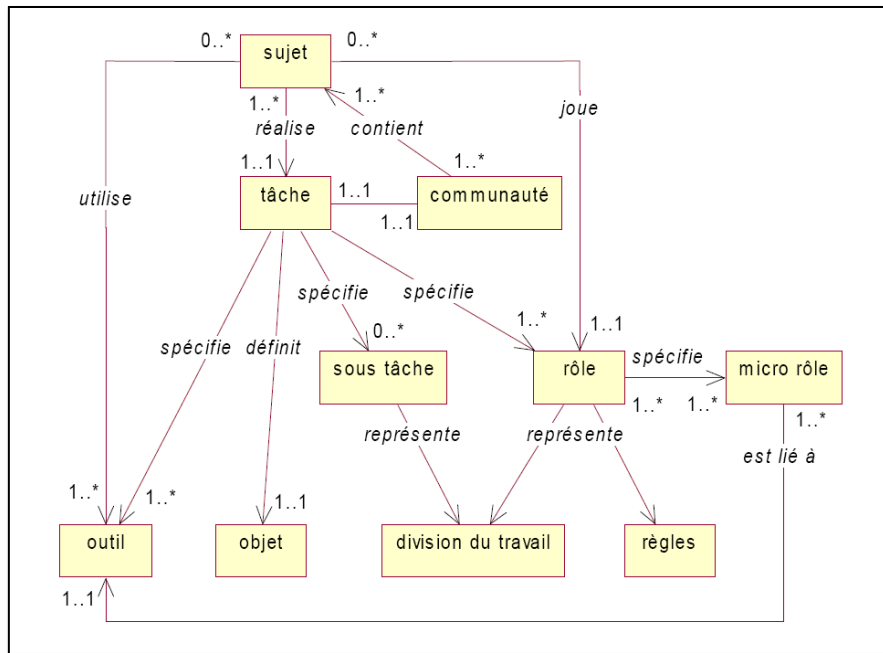 0..*
0..*
sujet
1..*
1..*
joue
réalise
contient
1..1
1..*
utilise
tâche
1..1
1..1
communauté
spécifie
spécifie
spécifie
définit
0..*
1..*
1..1
sous tâche
rôle
spécifie
micro rôle
1..*
1..*
1..*
représente
représente
est lié à
1..*
1..*
1..1
outil
objet
division du travail
règles
1..1